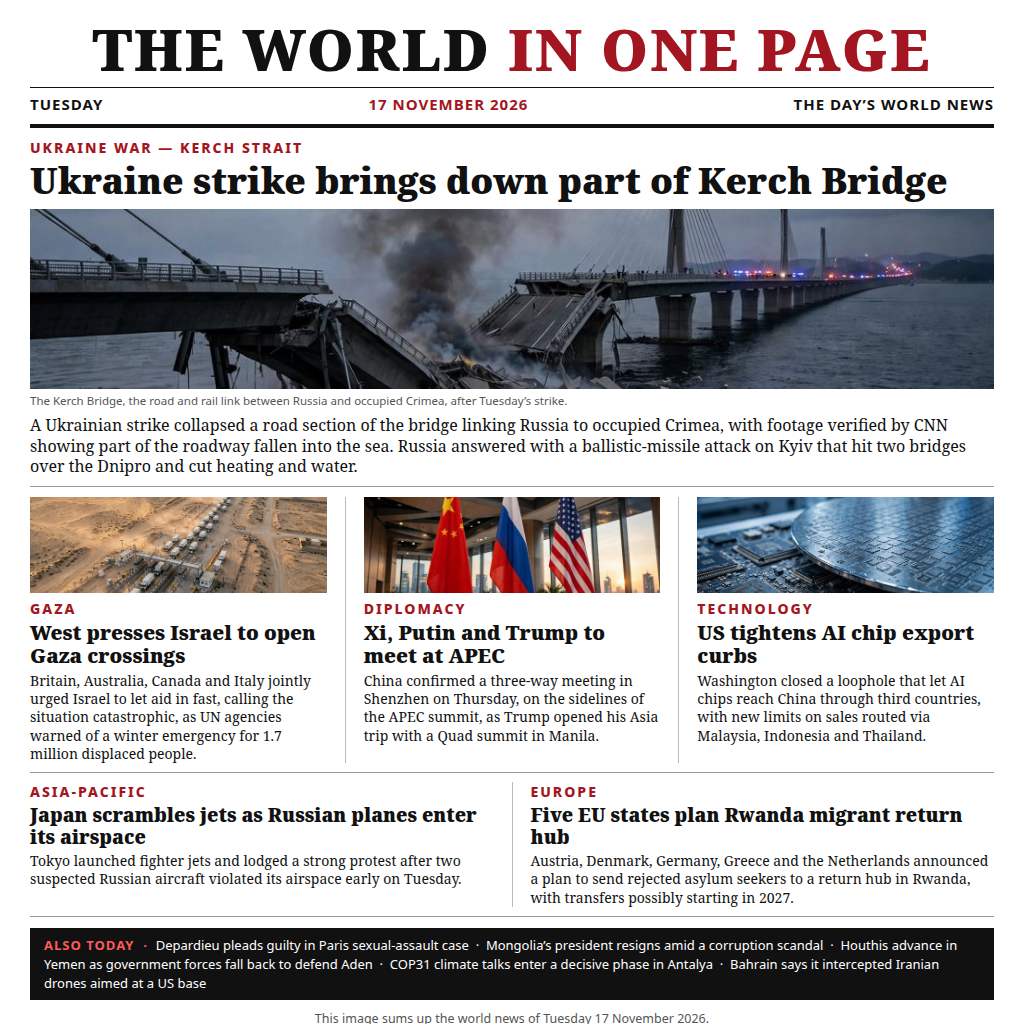 THE WORLD IN ONE PAGE
TUESDAY
17 NOVEMBER 2026
THE DAY’S WORLD NEWS
UKRAINE WAR — KERCH STRAIT
Ukraine strike brings down part of Kerch Bridge
The Kerch Bridge, the road and rail link between Russia and occupied Crimea, after Tuesday’s strike.
A Ukrainian strike collapsed a road section of the bridge linking Russia to occupied Crimea, with footage verified by CNN
showing part of the roadway fallen into the sea. Russia answered with a ballistic-missile attack on Kyiv that hit two bridges
over the Dnipro and cut heating and water.
GAZA
West presses Israel to open
Gaza crossings
Britain, Australia, Canada and Italy jointly
urged Israel to let aid in fast, calling the
situation catastrophic, as UN agencies
warned of a winter emergency for 1.7
million displaced people.
DIPLOMACY
Xi, Putin and Trump to
meet at APEC
China confirmed a three-way meeting in
Shenzhen on Thursday, on the sidelines of
the APEC summit, as Trump opened his Asia
trip with a Quad summit in Manila.
TECHNOLOGY
US tightens AI chip export
curbs
Washington closed a loophole that let AI
chips reach China through third countries,
with new limits on sales routed via
Malaysia, Indonesia and Thailand.
ASIA-PACIFIC
Japan scrambles jets as Russian planes enter
its airspace
Tokyo launched fighter jets and lodged a strong protest after two
suspected Russian aircraft violated its airspace early on Tuesday.
EUROPE
Five EU states plan Rwanda migrant return
hub
Austria, Denmark, Germany, Greece and the Netherlands announced
a plan to send rejected asylum seekers to a return hub in Rwanda,
with transfers possibly starting in 2027.
ALSO TODAY · Depardieu pleads guilty in Paris sexual-assault case · Mongolia’s president resigns amid a corruption scandal · Houthis advance in
Yemen as government forces fall back to defend Aden · COP31 climate talks enter a decisive phase in Antalya · Bahrain says it intercepted Iranian
drones aimed at a US base
This image sums up the world news of Tuesday 17 November 2026.